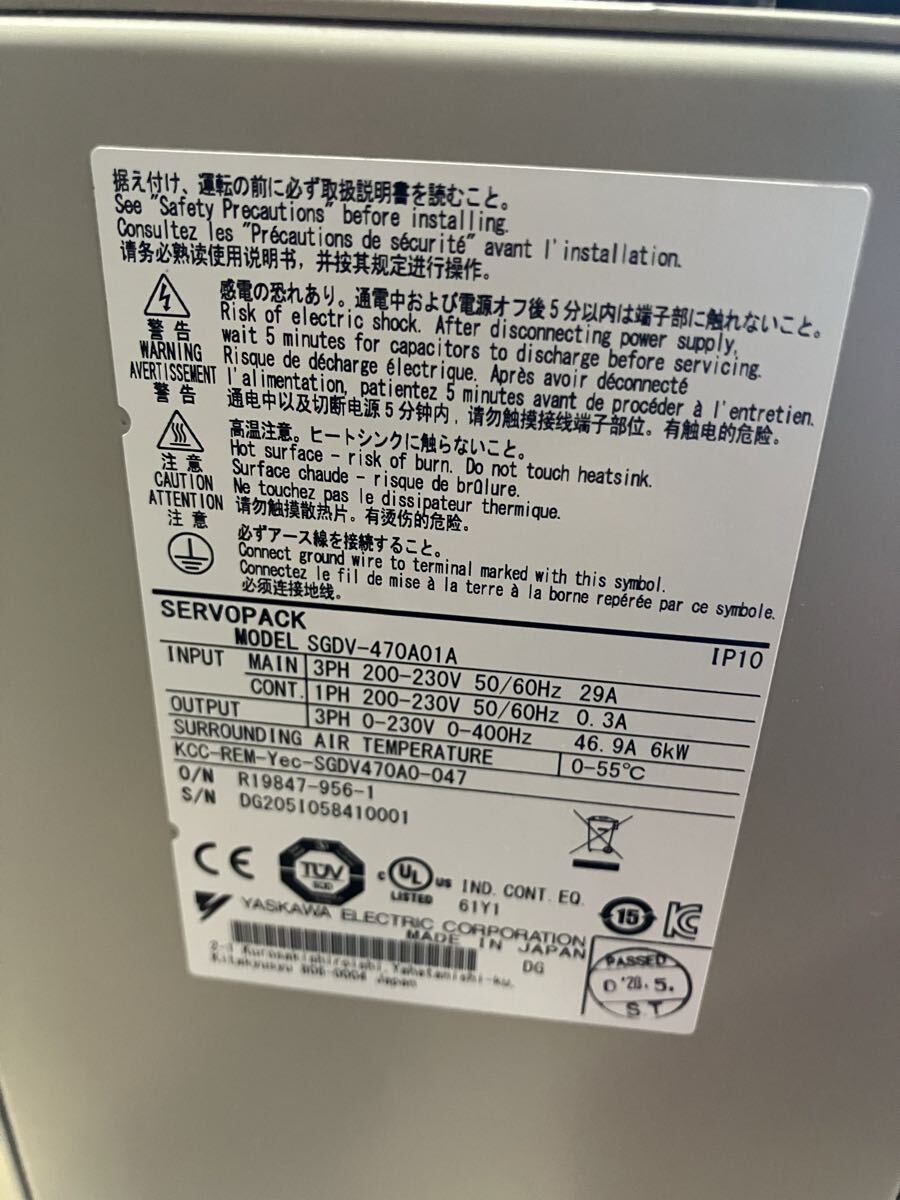 据え付け、運転の前に必ず取扱説明書を読むこと。
See "Safety Precautions" before installing.
Consultez les "Précautions de sécurité" avant l'installation.
请务必熟读使用说明书，并按其规定进行操作。
警告
WARNING
AVERTISSEMENT
警告
感電の恐れあり。通電中および電源オフ後5分以内は端子部に触れないこと。
Risk of electric shock. After disconnecting power supply,
wait 5 minutes for capacitors to discharge before servicing.
Risque de décharge électrique. Après avoir déconnecté
l'alimentation, patientez 5 minutes avant de procéder à l'entretien.
通电中以及切断电源5分钟内，请勿触摸接线端子部位。有触电的危险。
注意
CAUTION
ATTENTION
注意
高温注意。ヒートシンクに触らないこと。
Hot surface - risk of burn. Do not touch heatsink.
Surface chaude - risque de brûlure.
Ne touchez pas le dissipateur thermique.
请勿触摸散热片。有烫伤的危险。
必ずアース線を接続すること。
Connect ground wire to terminal marked with this symbol.
Connectez le fil de mise à la terre à la borne repérée par ce symbole.
必须连接地线。
SERVOPACK
MODEL SGDV-470A01A IP10
INPUT MAIN 3PH 200-230V 50/60Hz 29A
CONT. 1PH 200-230V 50/60Hz 0.3A
OUTPUT 3PH 0-230V 0-400Hz 46.9A 6kW
SURROUNDING AIR TEMPERATURE 0-55℃
KCC-REM-Yec-SGDV470A0-047
O/N R19847-956-1
S/N DG205I058410001
CE TÜV c UL us LISTED IND. CONT. EQ.
61Y1
15
KC
YASKAWA ELECTRIC CORPORATION
MADE IN JAPAN
DG
2-1 Kurosakishiroishi, Yahatanishi-ku,
Kitakyusyu 806-0004 Japan
PASSED
D '20. 5.
S.T